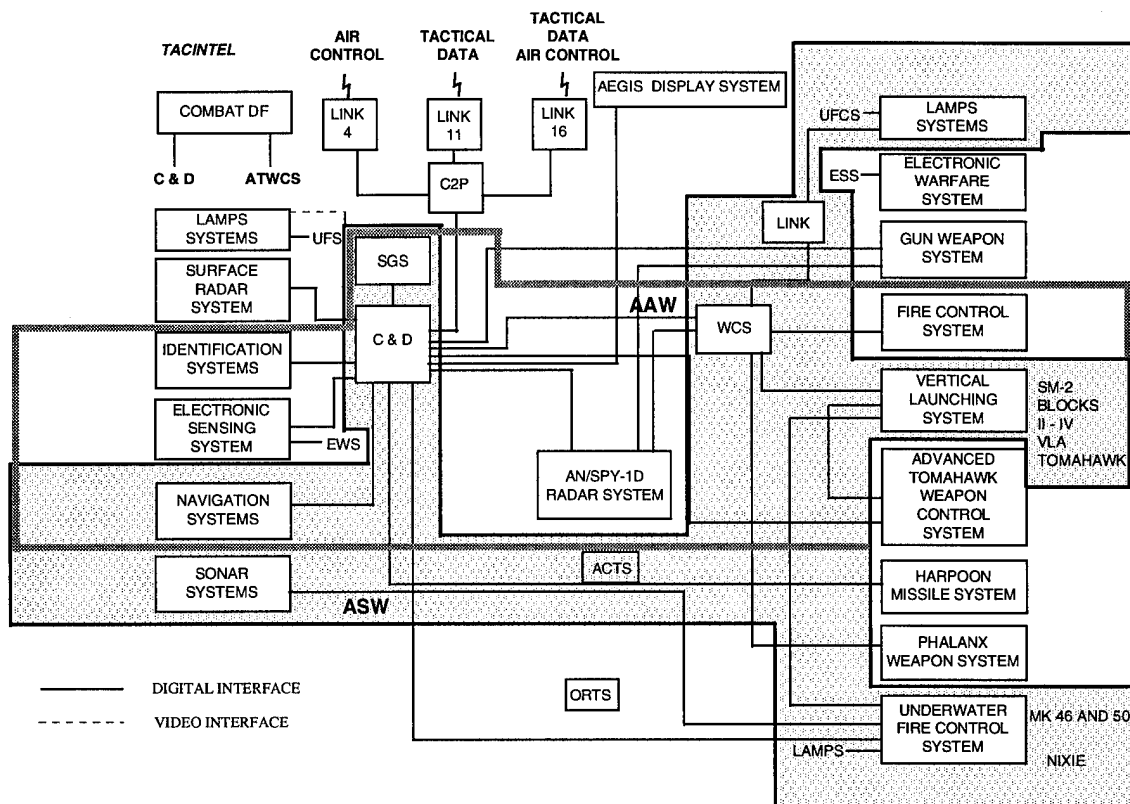 TACINTEL
AIR
CONTROL
TACTICAL
DATA
TACTICAL
DATA
AIR CONTROL
COMBAT DF
LINK
4
LINK
11
LINK
16
AEGIS DISPLAY SYSTEM
C & D
ATWCS
C2P
LAMPS
SYSTEMS
UFS
SURFACE
RADAR
SYSTEM
IDENTIFICATION
SYSTEMS
ELECTRONIC
SENSING
SYSTEM
EWS
NAVIGATION
SYSTEMS
SONAR
SYSTEMS
SGS
C & D
AN/SPY-1D
RADAR SYSTEM
AAW
WCS
LINK
UFCS
LAMPS
SYSTEMS
ESS
ELECTRONIC
WARFARE
SYSTEM
GUN WEAPON
SYSTEM
FIRE CONTROL
SYSTEM
VERTICAL
LAUNCHING
SYSTEM
SM-2
BLOCKS
II - IV
VLA
TOMAHAWK
ADVANCED
TOMAHAWK
WEAPON
CONTROL
SYSTEM
ACTS
HARPOON
MISSILE SYSTEM
ASW
PHALANX
WEAPON SYSTEM
ORTS
UNDERWATER
FIRE CONTROL
SYSTEM
LAMPS
MK 46 AND 50
NIXIE
DIGITAL INTERFACE
VIDEO INTERFACE